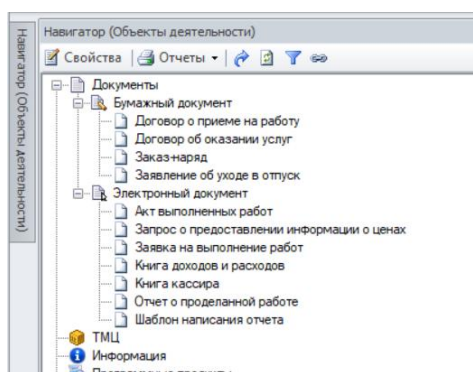 Навигатор (Объекты деятельности)
Навигатор (Объекты деятельности)
Свойства
Отчеты
Документы
Бумажный документ
Договор о приеме на работу
Договор об оказании услуг
Заказ-наряд
Заявление об уходе в отпуск
Электронный документ
Акт выполненных работ
Запрос о предоставлении информации о ценах
Заявка на выполнение работ
Книга доходов и расходов
Книга кассира
Отчет о проделанной работе
Шаблон написания отчета
ТМЦ
Информация